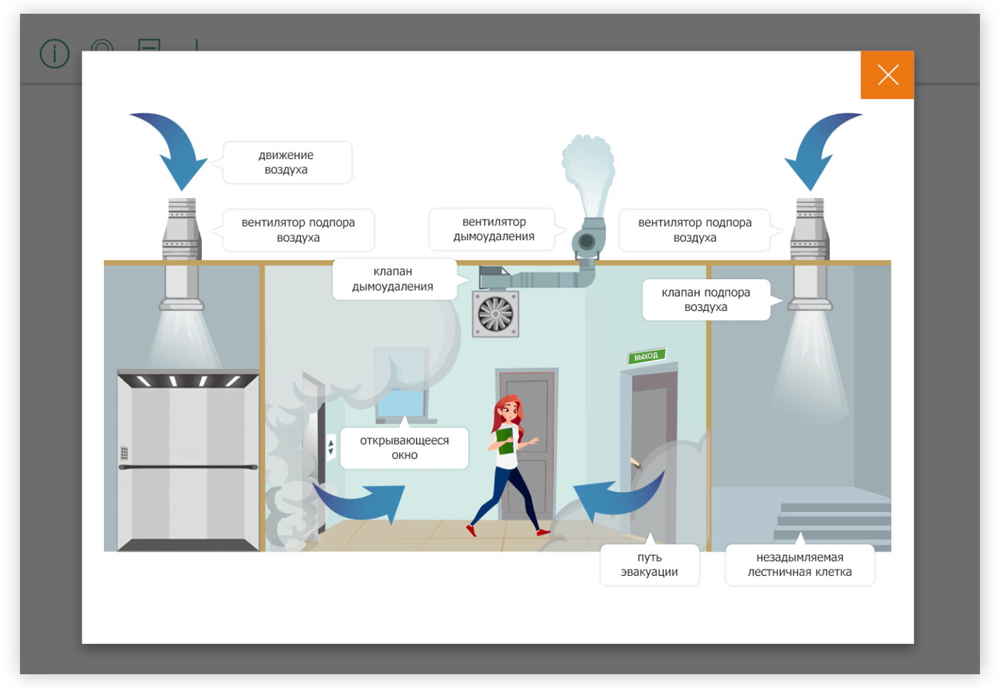 движение
воздуха
вентилятор подпора
воздуха
вентилятор
дымоудаления
вентилятор подпора
воздуха
клапан
дымоудаления
клапан подпора
воздуха
ВЫХОД
открывающееся
окно
путь
эвакуации
незадымляемая
лестничная клетка